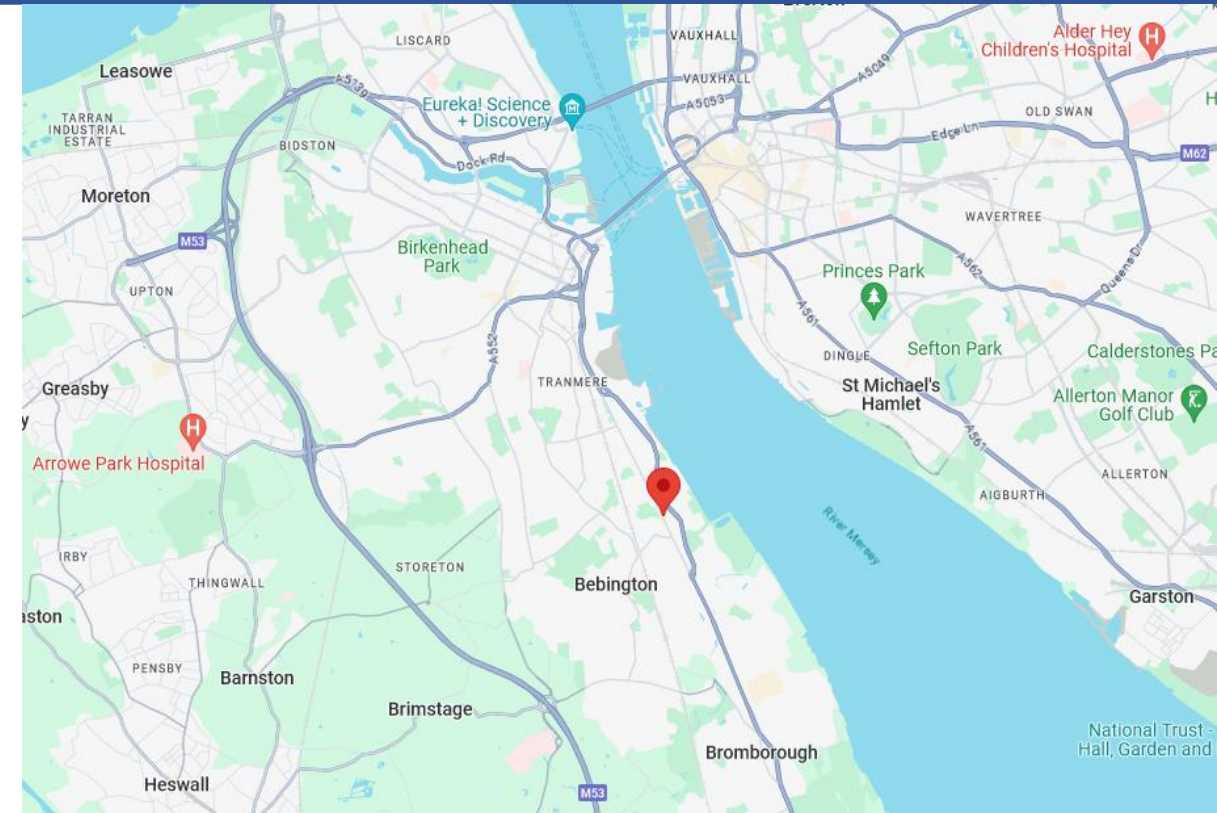 LISCARD
VAUXHALL
Alder Hey
Children's Hospital
Leasowe
A5139
VAUXHALL
A5049
Eureka! Science
+ Discovery
A5053
OLD SWAN
TARRAN
INDUSTRIAL
ESTATE
BIDSTON
Edge Ln
Dock Rd
M62
Moreton
WAVERTREE
M53
Birkenhead
Park
A562
Princes Park
Queens Dr
UPTON
A561
A552
DINGLE
Sefton Park
Calderstones Pa
TRANMERE
St Michael's
Hamlet
Greasby
Allerton Manor
Golf Club
y
A561
Arrowe Park Hospital
ALLERTON
AIGBURTH
River Mersey
IRBY
STORETON
THINGWALL
Bebington
Garston
aston
PENSBY
Barnston
Brimstage
National Trust -
Hall, Garden and
Bromborough
Heswall
M53